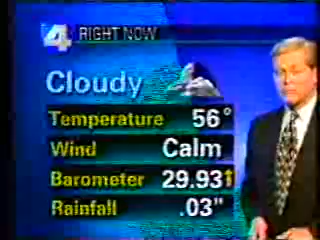 4 RIGHT NOW
Cloudy
Temperature 56°
Wind Calm
Barometer 29.93↑
Rainfall .03"